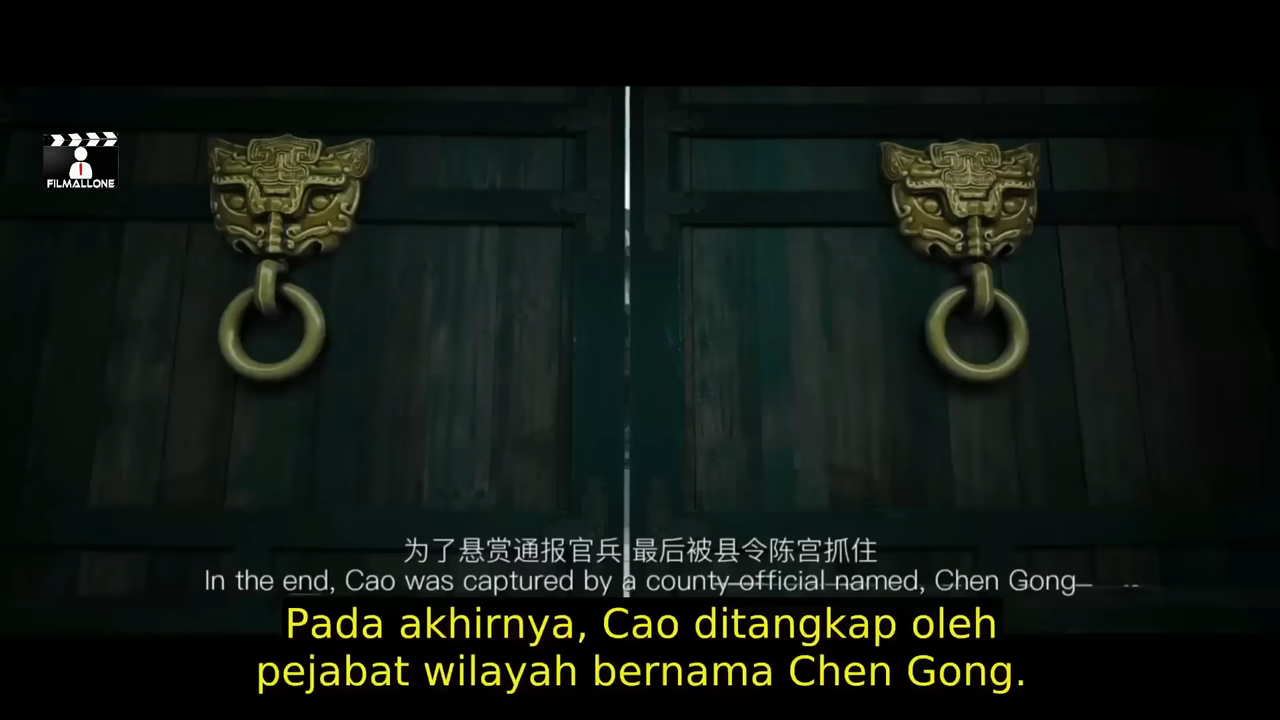 FILMALLONE
为了悬赏通报官兵 最后被县令陈宫抓住
In the end, Cao was captured by a county official named, Chen Gong
Pada akhirnya, Cao ditangkap oleh
pejabat wilayah bernama Chen Gong.